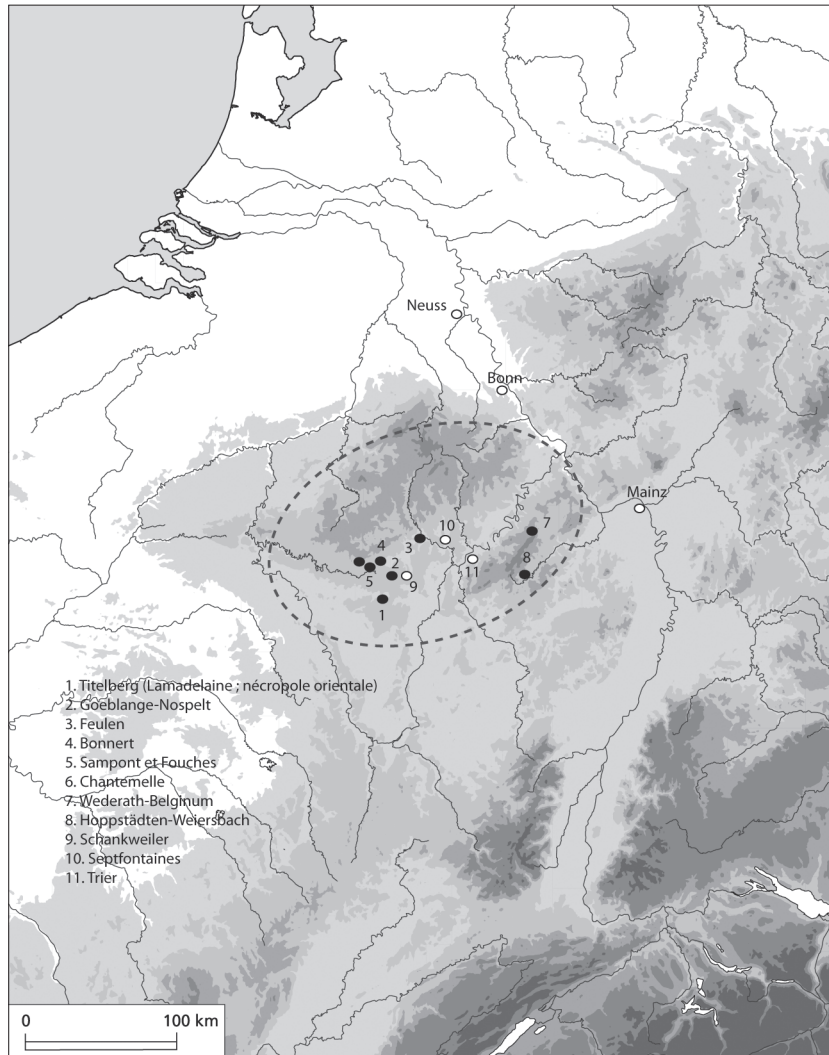 Neuss
Bonn
Mainz
10
7
4
3
11
8
2
5
9
1
1. Titelberg (Lamadelaine ; nécropole orientale)
2. Goeblange-Nospelt
3. Feulen
4. Bonnert
5. Sampont et Fouches
6. Chantemelle
7. Wederath-Belginum
8. Hoppstädten-Weiersbach
9. Schankweiler
10. Septfontaines
11. Trier
0 100 km